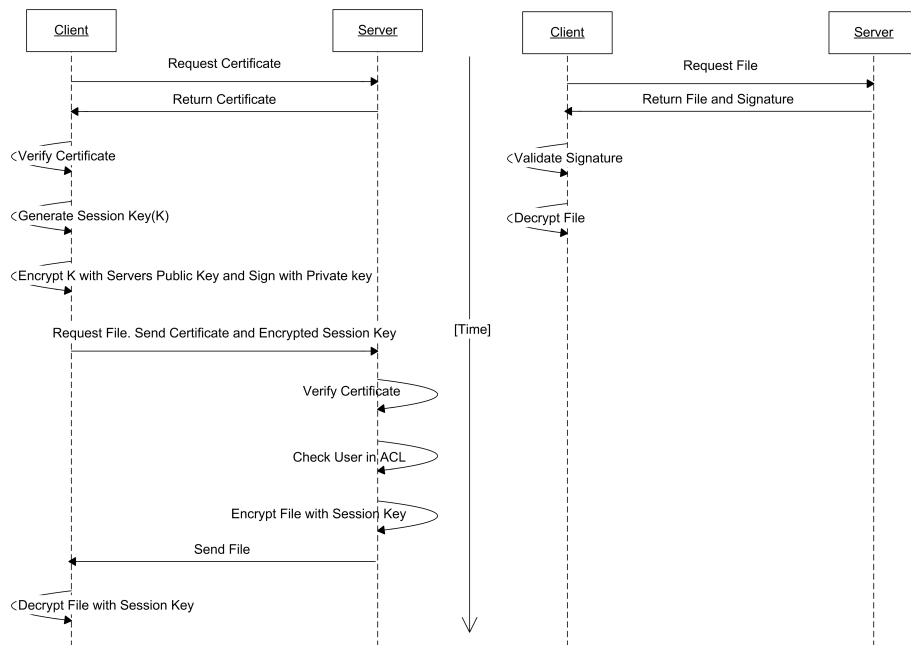 Client
Server
Request Certificate
Return Certificate
Verify Certificate
Generate Session Key(K)
Encrypt K with Servers Public Key and Sign with Private key
Request File. Send Certificate and Encrypted Session Key
Verify Certificate
Check User in ACL
Encrypt File with Session Key
Send File
Decrypt File with Session Key
[Time]
Client
Server
Request File
Return File and Signature
Validate Signature
Decrypt File